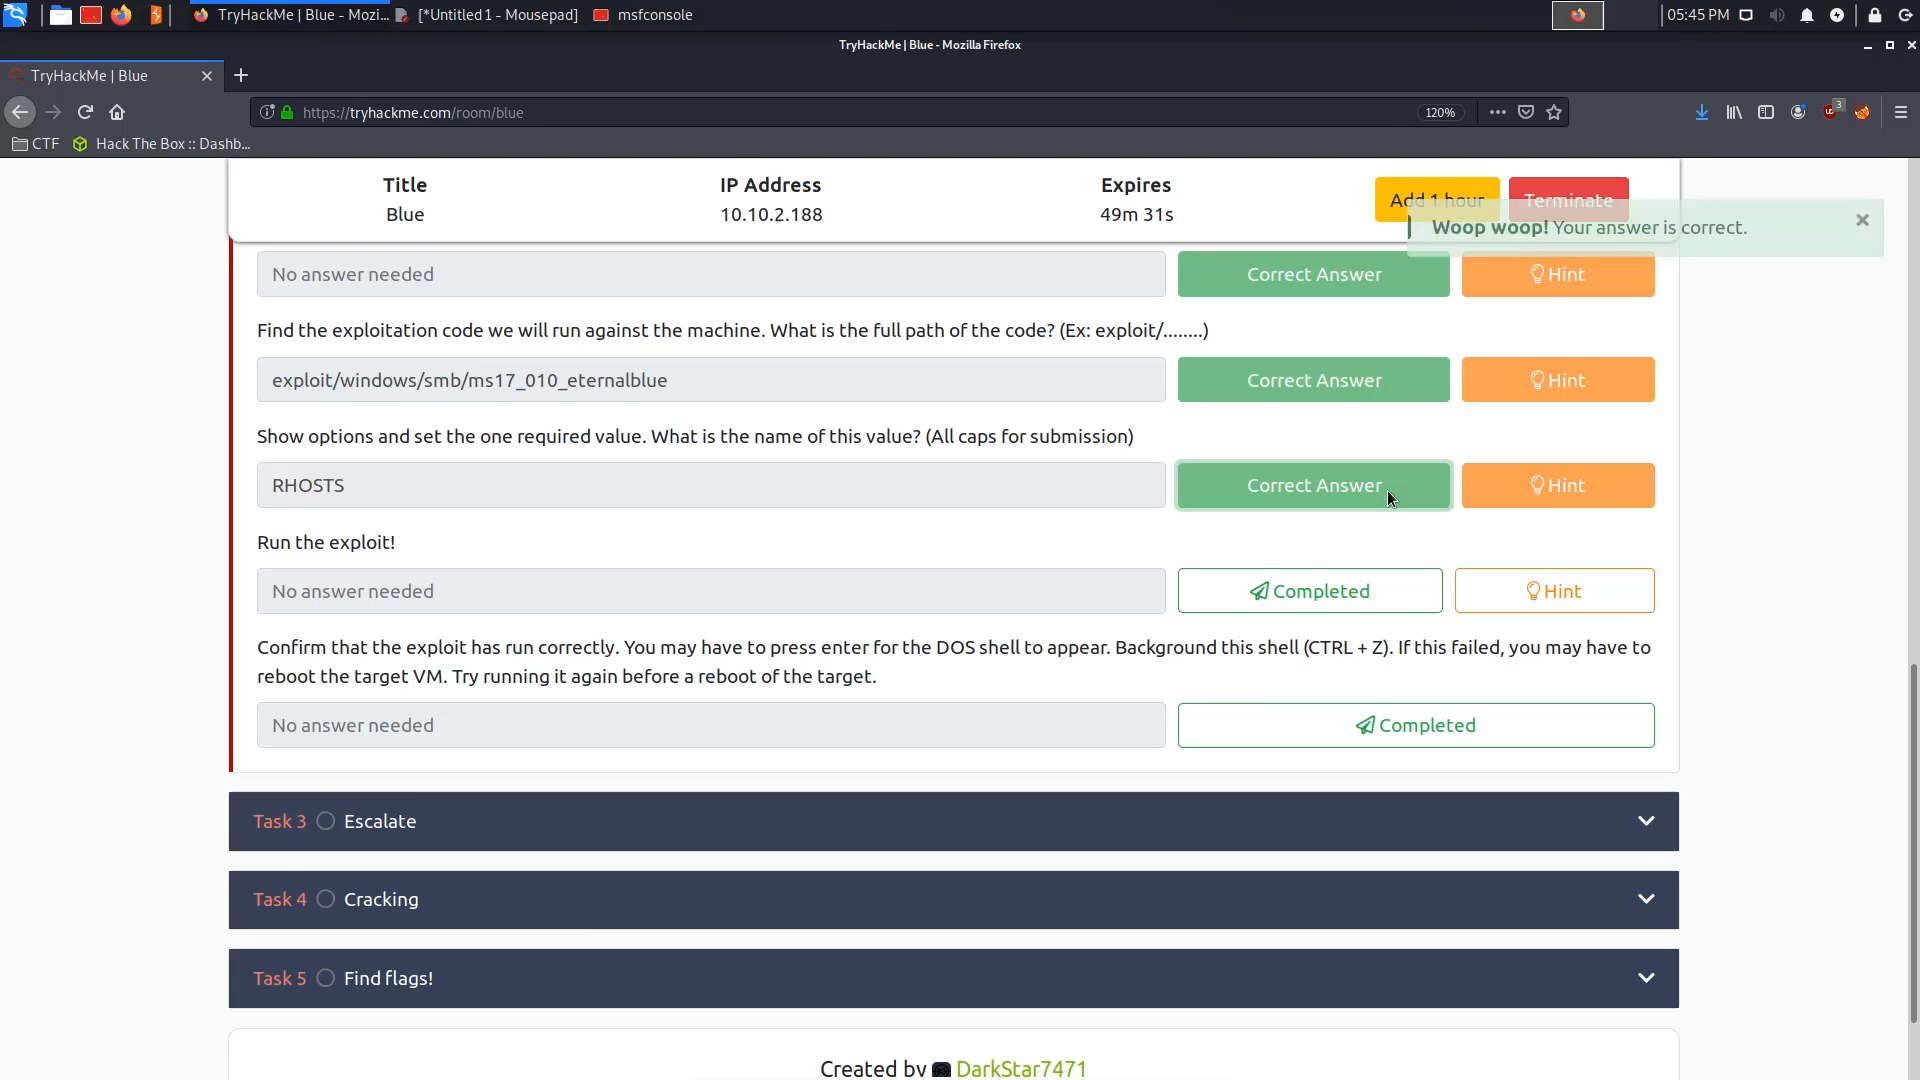 TryHackMe | Blue - Mozi...
[*Untitled 1 - Mousepad]
msfconsole
05:45 PM
TryHackMe | Blue - Mozilla Firefox
TryHackMe | Blue
https://tryhackme.com/room/blue
120%
3
CTF
Hack The Box :: Dashb...
Title
IP Address
Expires
Blue
10.10.2.188
49m 31s
Add 1 hour
Terminate
Woop woop! Your answer is correct.
No answer needed
Correct Answer
Hint
Find the exploitation code we will run against the machine. What is the full path of the code? (Ex: exploit/........)
exploit/windows/smb/ms17_010_eternalblue
Correct Answer
Hint
Show options and set the one required value. What is the name of this value? (All caps for submission)
RHOSTS
Correct Answer
Hint
Run the exploit!
No answer needed
Completed
Hint
Confirm that the exploit has run correctly. You may have to press enter for the DOS shell to appear. Background this shell (CTRL + Z). If this failed, you may have to
reboot the target VM. Try running it again before a reboot of the target.
No answer needed
Completed
Task 3
Escalate
Task 4
Cracking
Task 5
Find flags!
Created by DarkStar7471